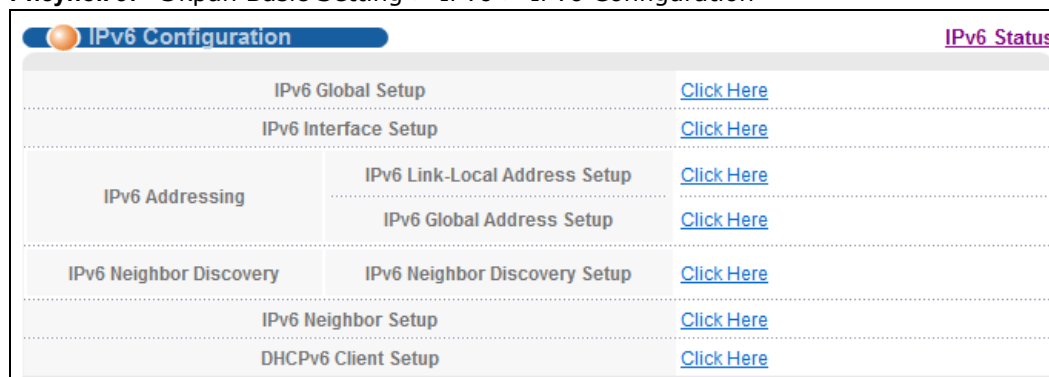 IPv6 Configuration
IPv6 Status
IPv6 Global Setup Click Here
IPv6 Interface Setup Click Here
IPv6 Addressing
IPv6 Link-Local Address Setup Click Here
IPv6 Global Address Setup Click Here
IPv6 Neighbor Discovery IPv6 Neighbor Discovery Setup Click Here
IPv6 Neighbor Setup Click Here
DHCPv6 Client Setup Click Here